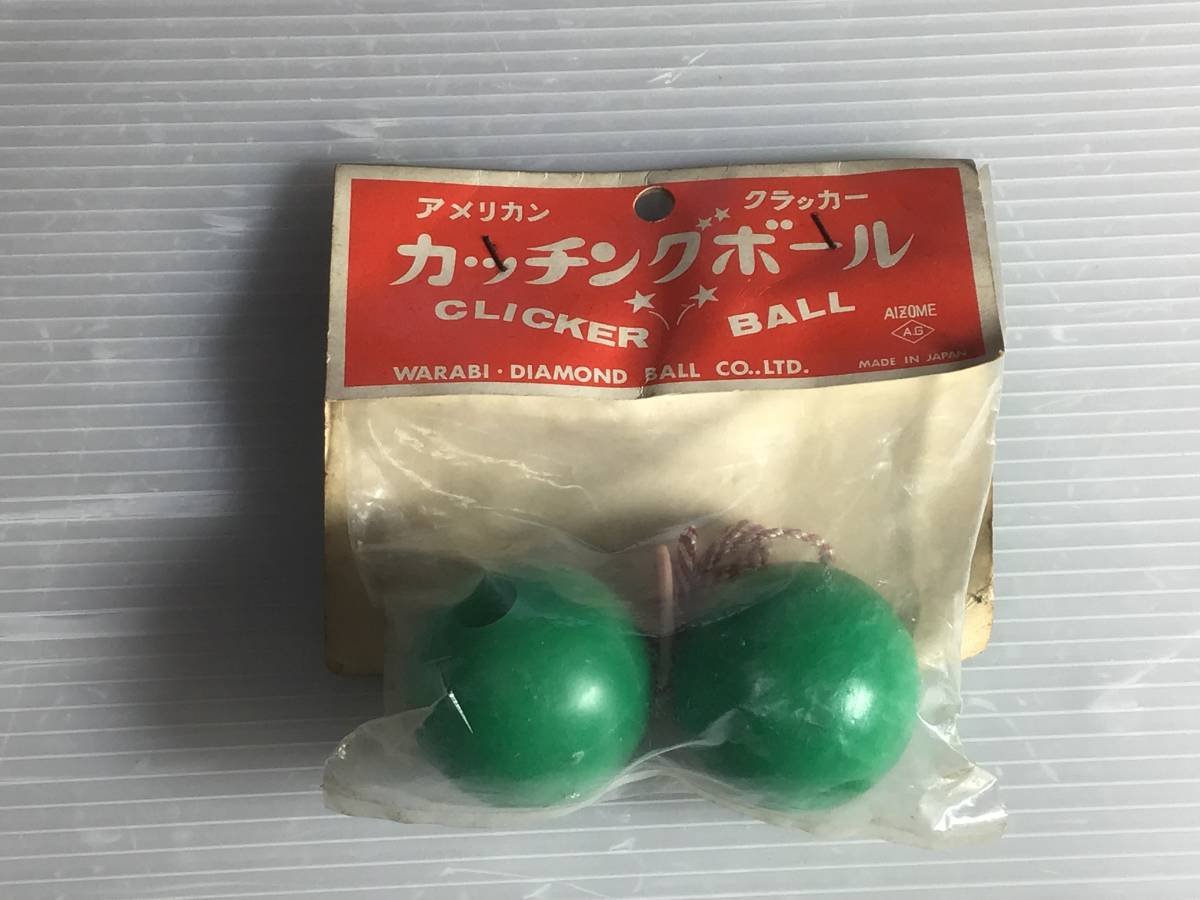 アメリカン クラッカー
カッチングボール
CLICKER BALL
AIZOME
A.G
WARABI・DIAMOND BALL CO.,LTD.
MADE IN JAPAN